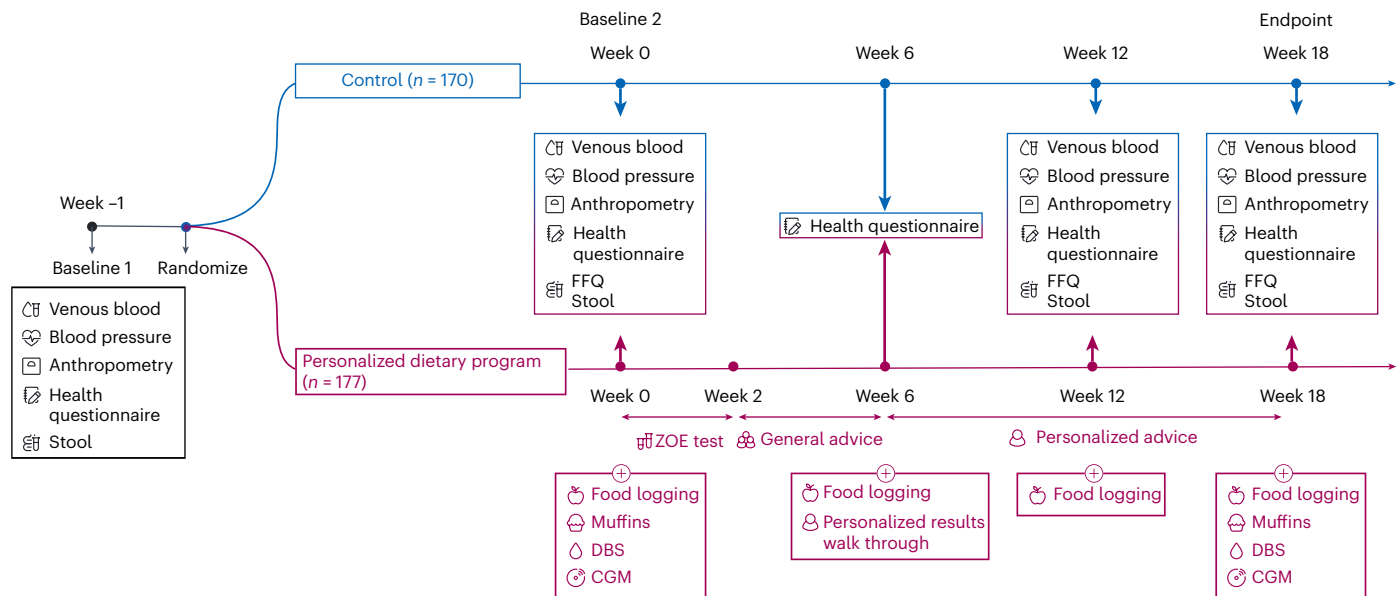 Baseline 2
Endpoint
Week 0
Week 6
Week 12
Week 18
Control (n = 170)
Week –1
Baseline 1
Randomize
Venous blood
Blood pressure
Anthropometry
Health
questionnaire
Stool
Venous blood
Blood pressure
Anthropometry
Health
questionnaire
FFQ
Stool
Health questionnaire
Venous blood
Blood pressure
Anthropometry
Health
questionnaire
FFQ
Stool
Venous blood
Blood pressure
Anthropometry
Health
questionnaire
FFQ
Stool
Personalized dietary program
(n = 177)
Week 0
Week 2
Week 6
Week 12
Week 18
ZOE test
General advice
Personalized advice
Food logging
Muffins
DBS
CGM
Food logging
Personalized results
walk through
Food logging
Food logging
Muffins
DBS
CGM